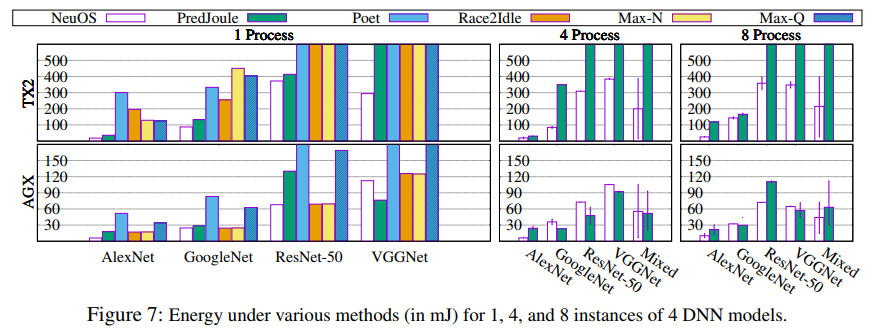 NeuOS PredJoule Poet Race2Idle Max-N Max-Q
1 Process 4 Process 8 Process
TX2
500 500 500
400 400 400
300 300 300
200 200 200
100 100 100
AGX
150 150 150
120 120 120
90 90 90
60 60 60
30 30 30
AlexNet GoogleNet ResNet-50 VGGNet
AlexNet GoogleNet ResNet-50 VGGNet Mixed
AlexNet GoogleNet ResNet-50 VGGNet Mixed
Figure 7: Energy under various methods (in mJ) for 1, 4, and 8 instances of 4 DNN models.